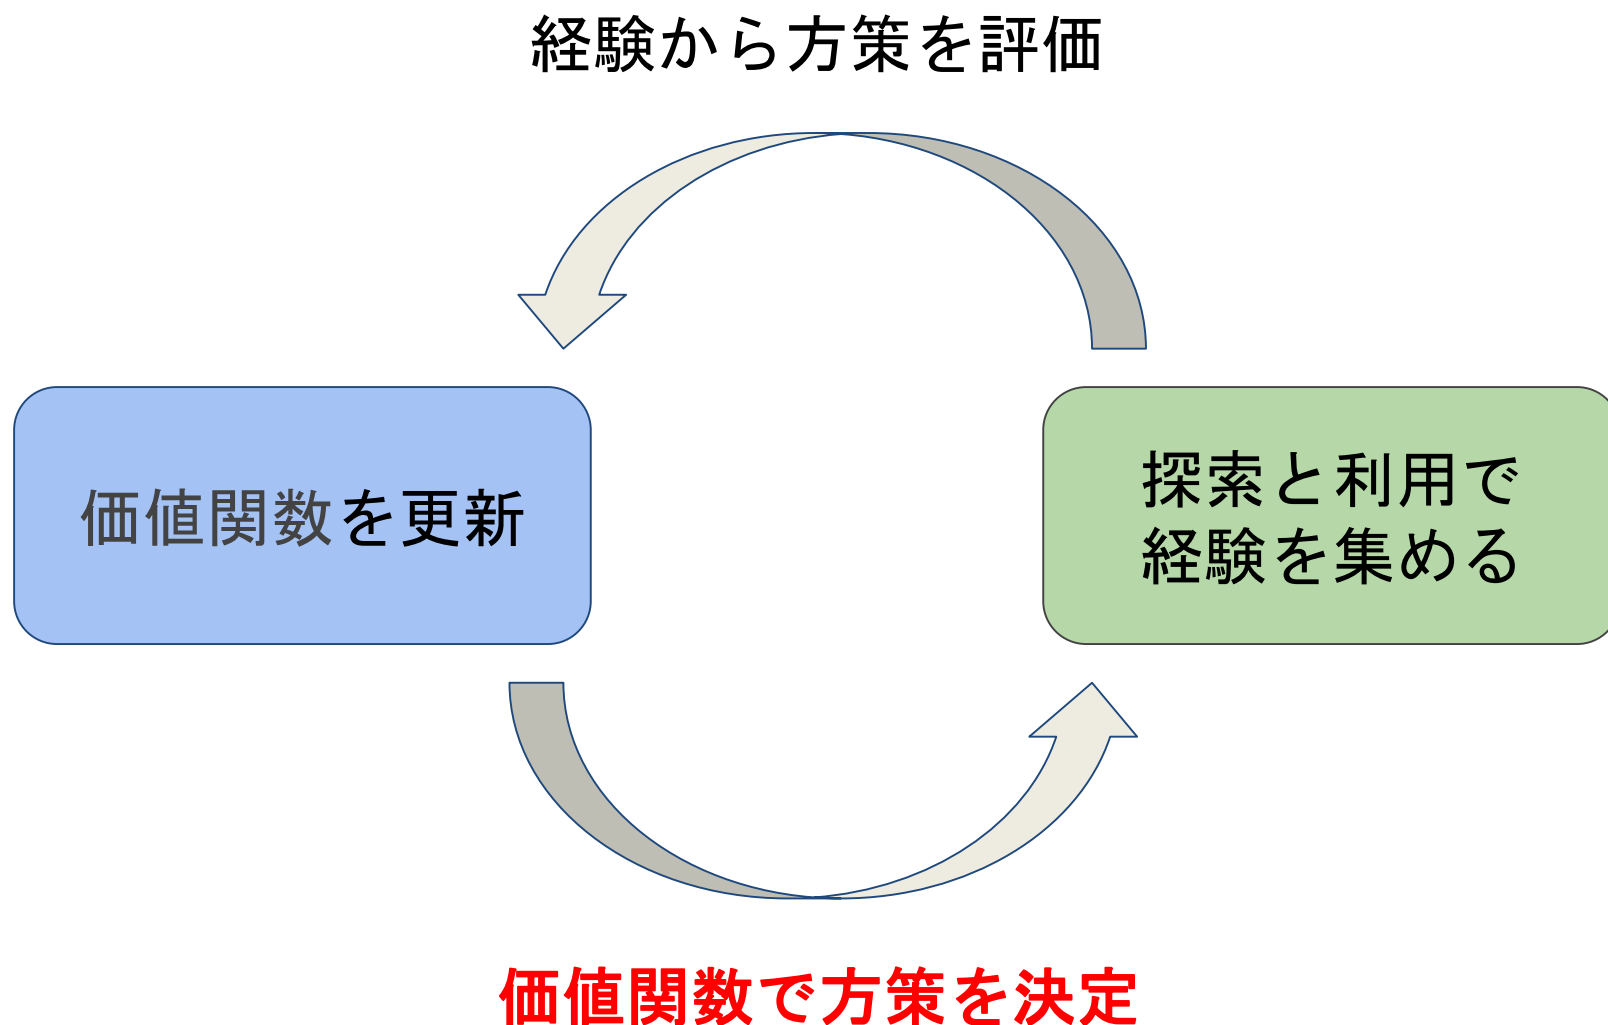 経験から方策を評価
価値関数を更新
探索と利用で
経験を集める
価値関数で方策を決定